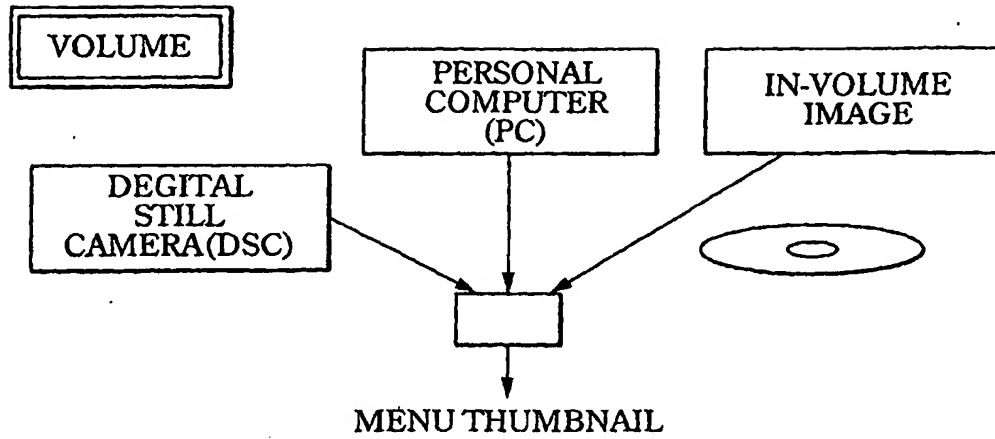 VOLUME
PERSONAL
COMPUTER
(PC)
IN-VOLUME
IMAGE
DEGITAL
STILL
CAMERA(DSC)
MENU THUMBNAIL